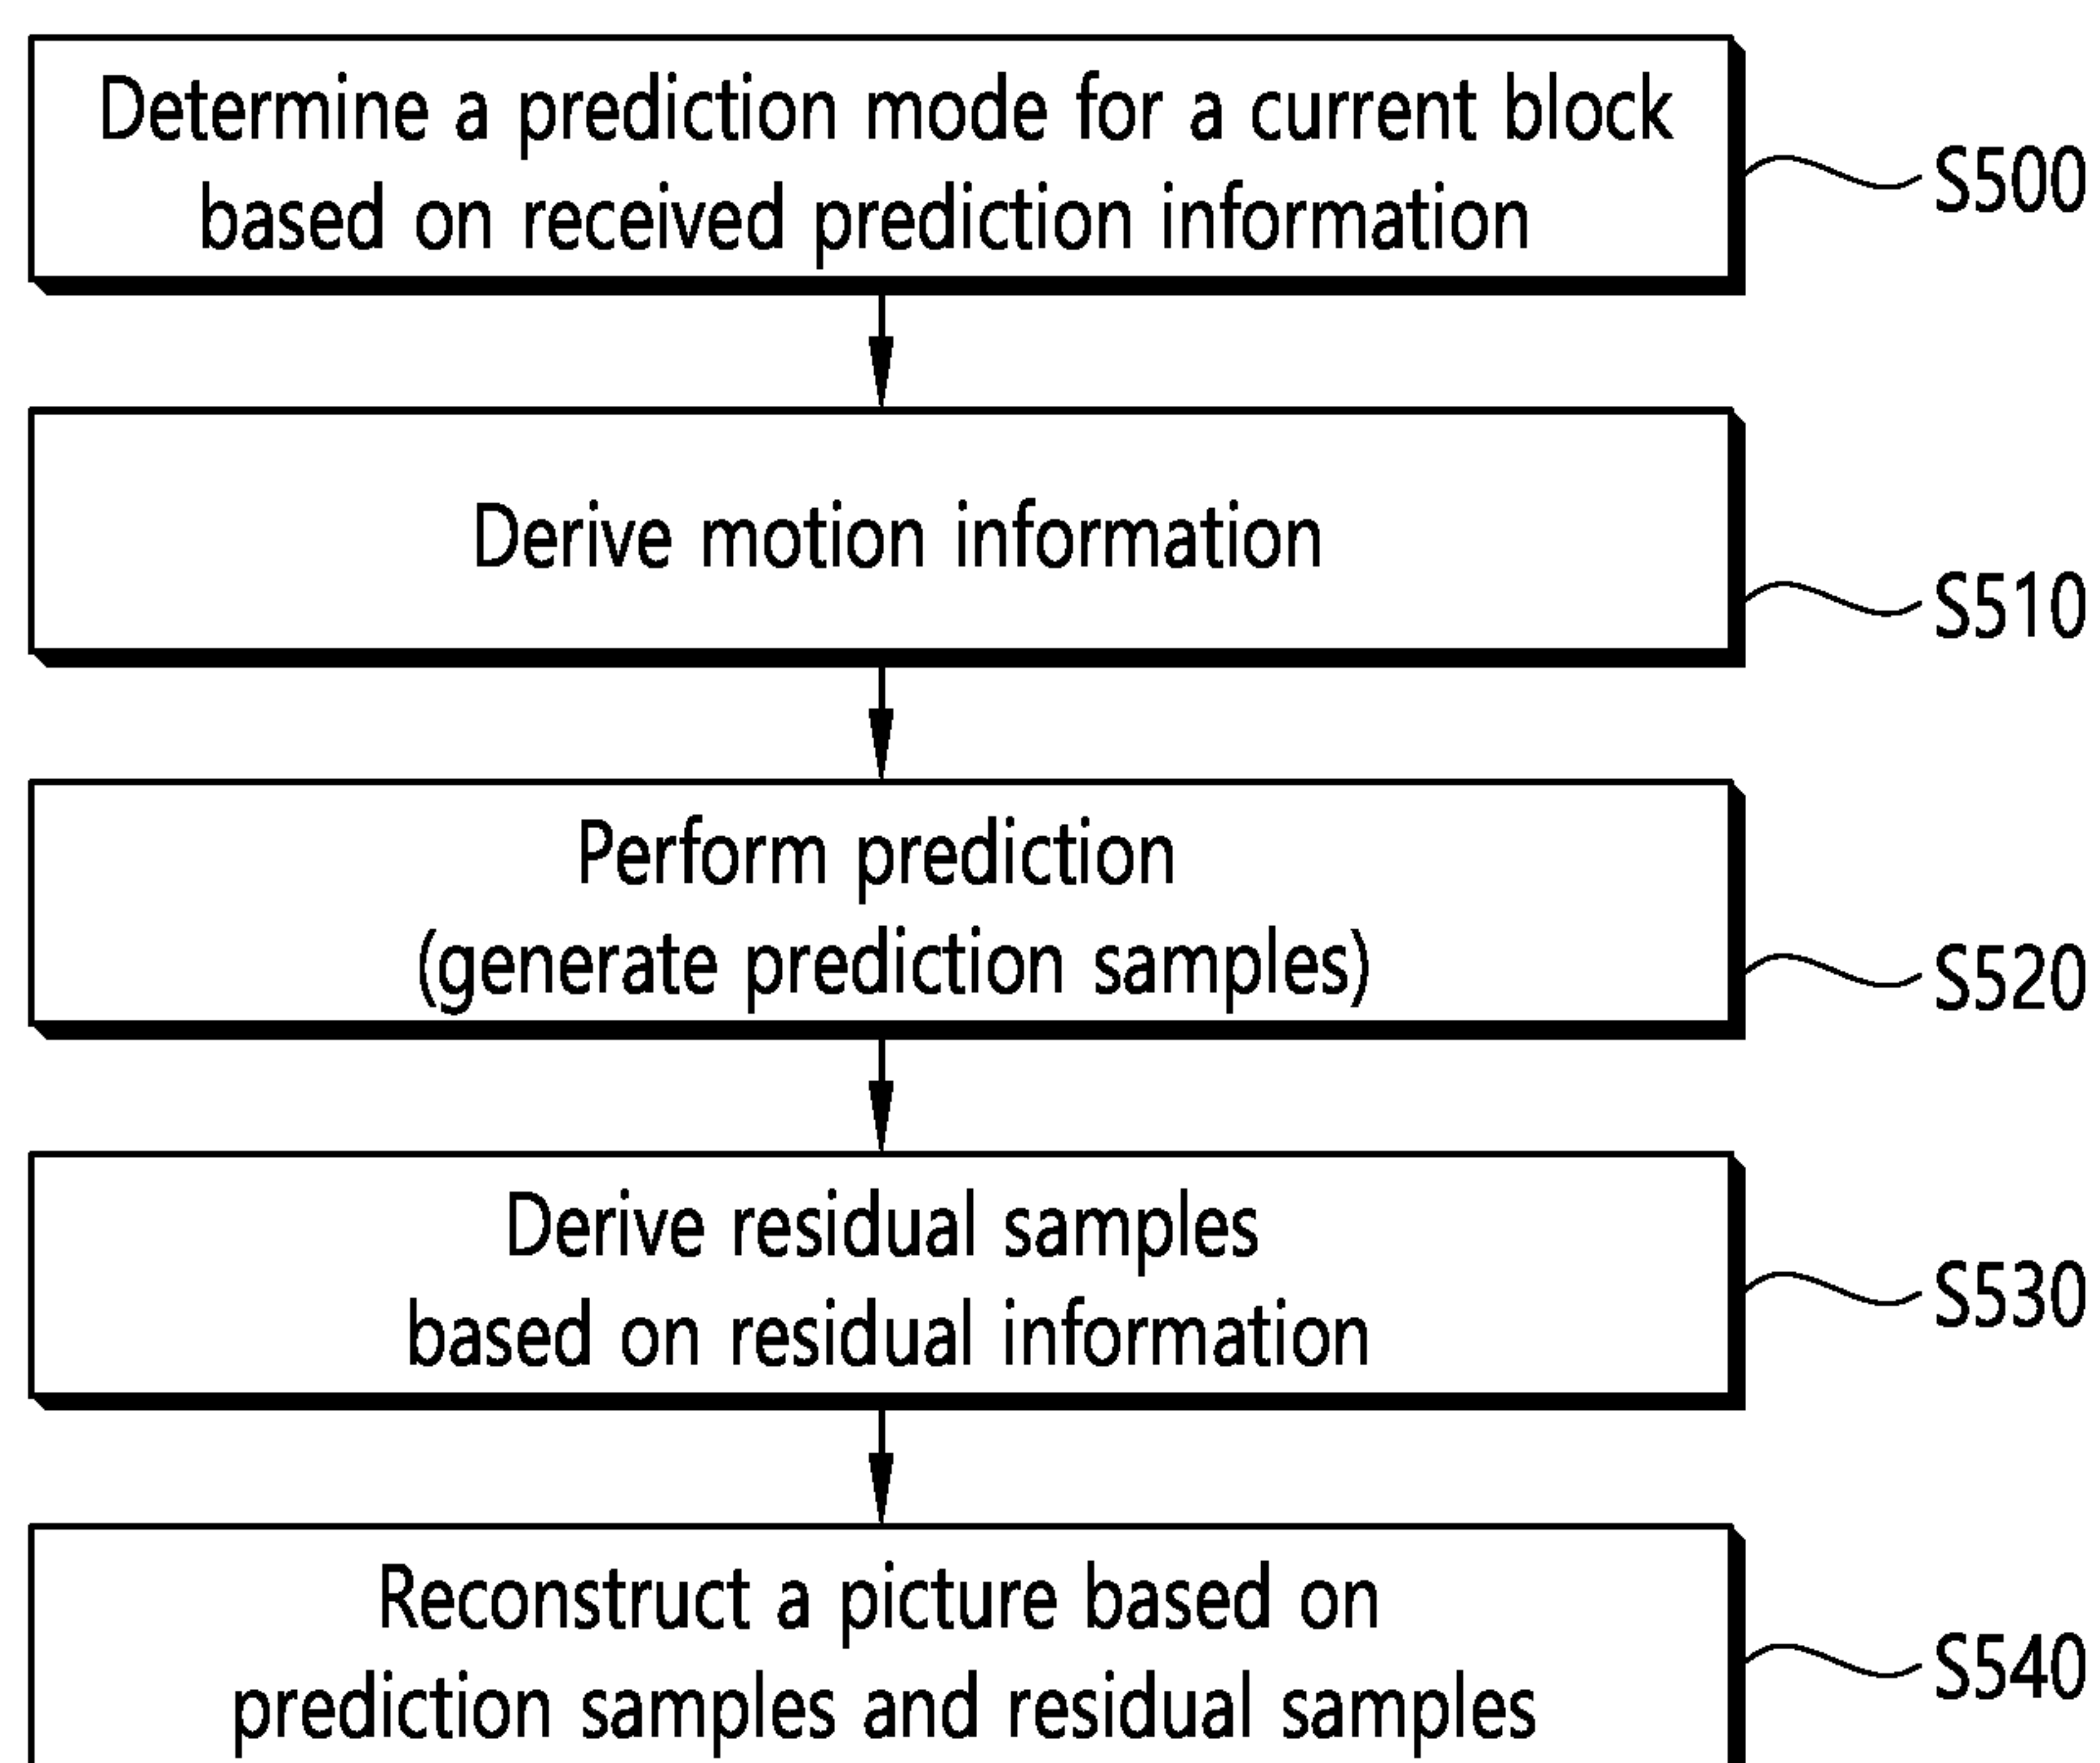 Determine a prediction mode for a current block
based on received prediction information
S500
Derive motion information
S510
Perform prediction
(generate prediction samples)
S520
Derive residual samples
based on residual information
S530
Reconstruct a picture based on
prediction samples and residual samples
S540